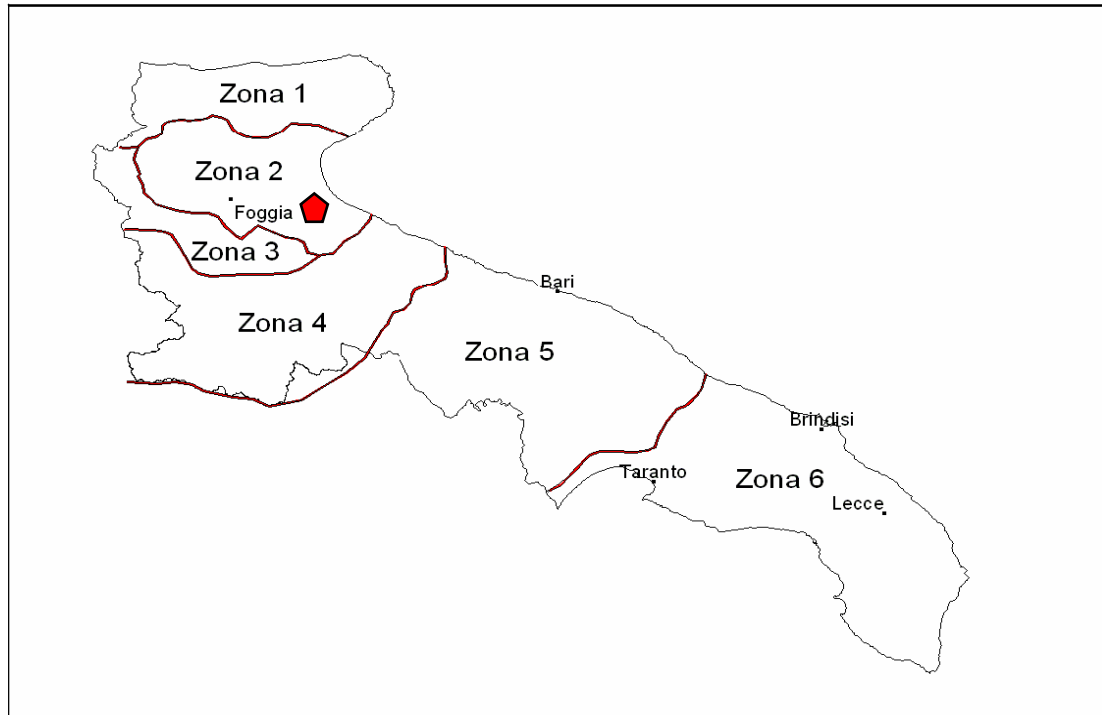 Zona 1
Zona 2
Foggia
Zona 3
Bari
Zona 4
Zona 5
Brindisi
Taranto
Zona 6
Lecce